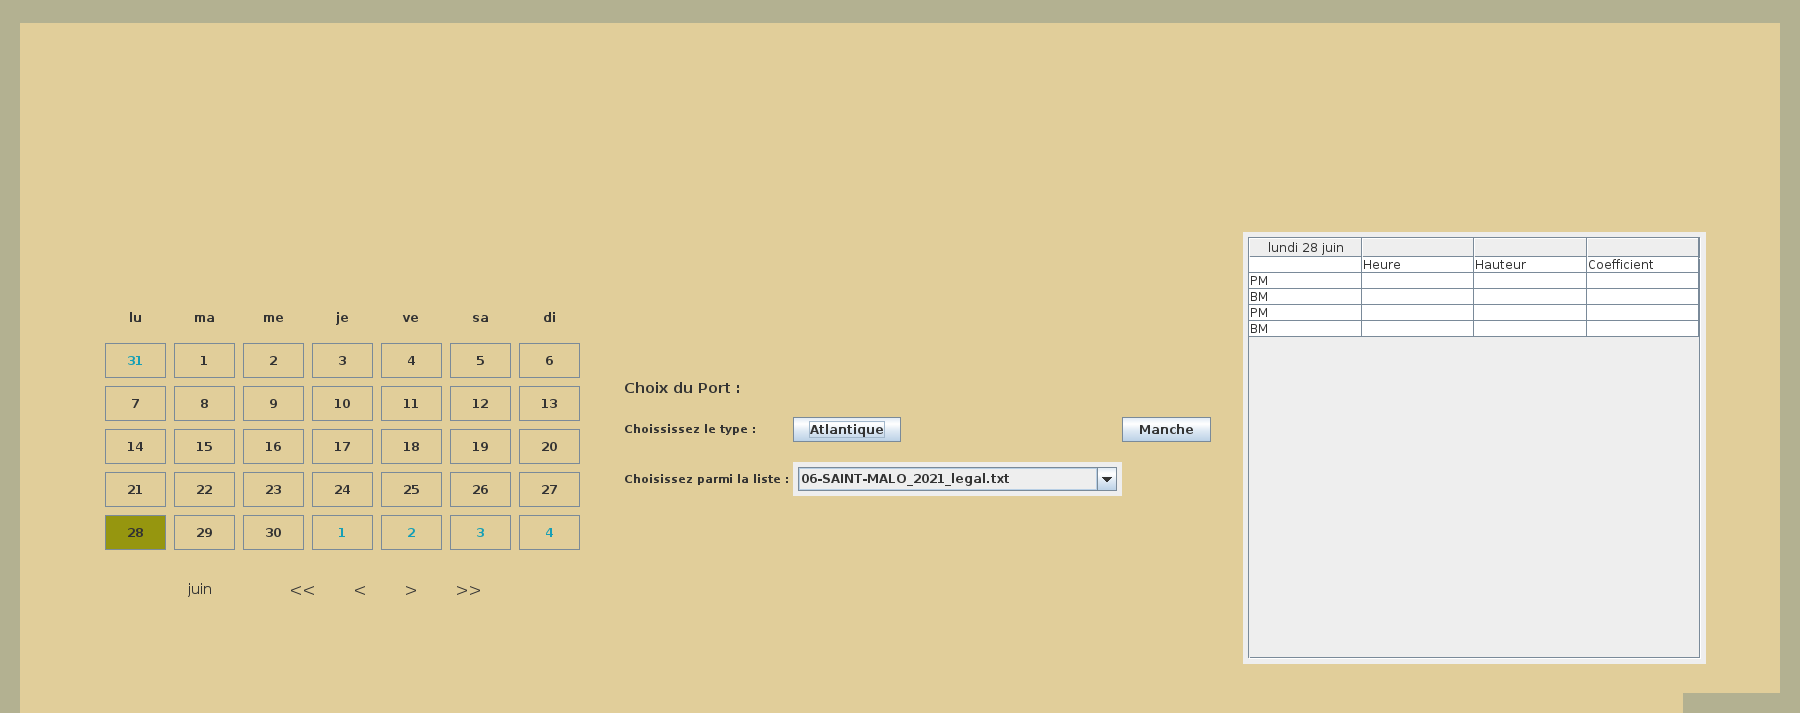 lu ma me je ve sa di
31 1 2 3 4 5 6
7 8 9 10 11 12 13
14 15 16 17 18 19 20
21 22 23 24 25 26 27
28 29 30 1 2 3 4
juin << < > >>
Choix du Port :
Choississez le type : Atlantique Manche
Choisissez parmi la liste : 06-SAINT-MALO_2021_legal.txt
lundi 28 juin
Heure Hauteur Coefficient
PM
BM
PM
BM